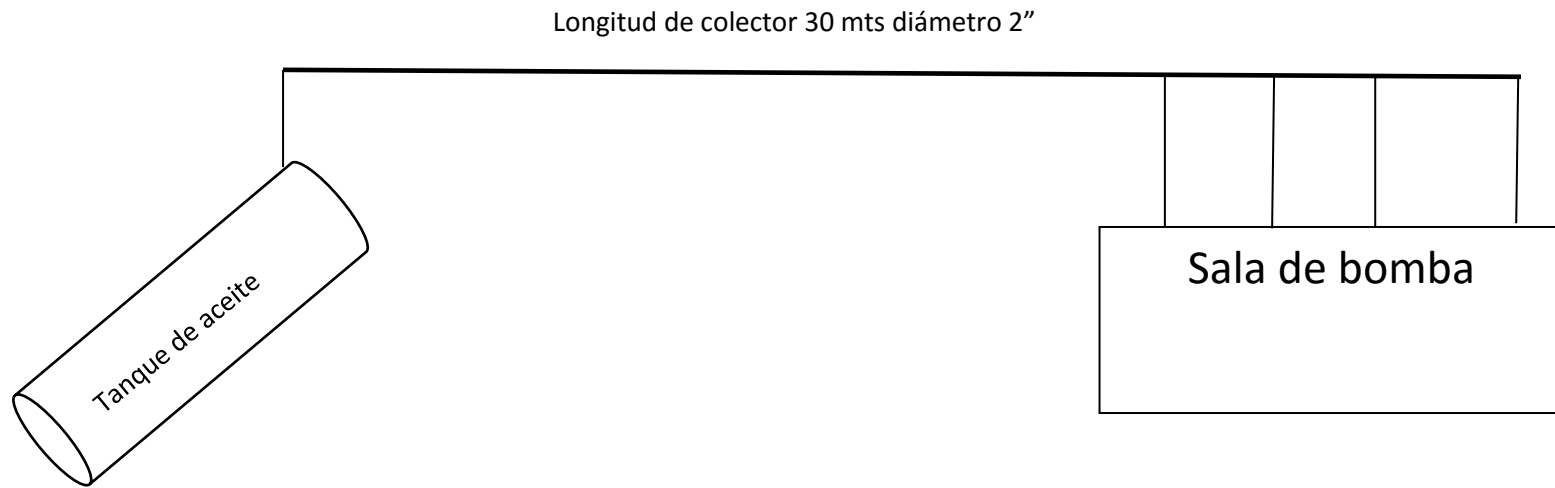 Longitud de colector 30 mts diámetro 2”
Sala de bomba
Tanque de aceite